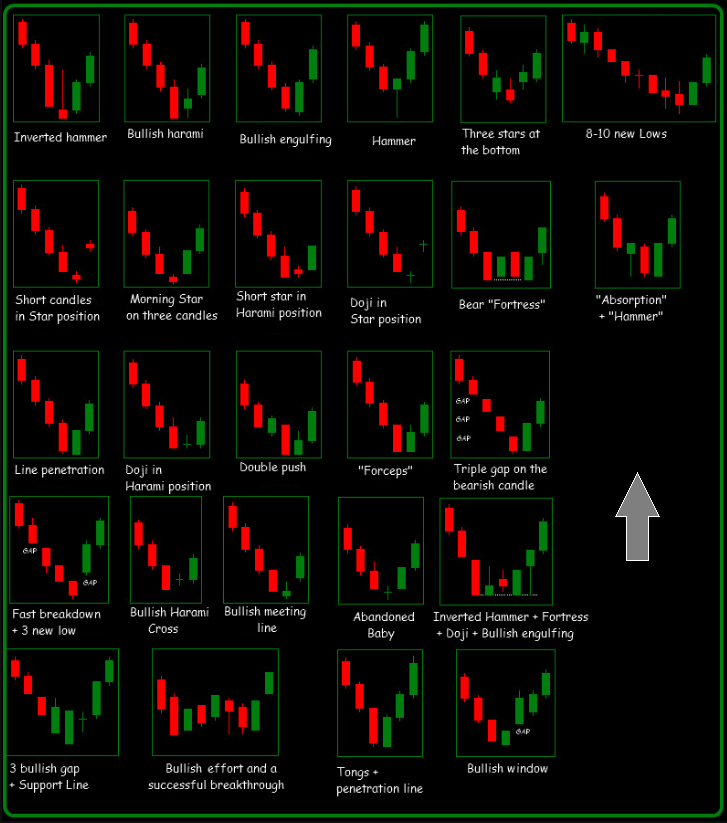 Inverted hammer
Bullish harami
Bullish engulfing
Hammer
Three stars at
the bottom
8-10 new Lows
Short candles
in Star position
Morning Star
on three candles
Short star in
Harami position
Doji in
Star position
Bear "Fortress"
"Absorption"
+ "Hammer"
GAP
GAP
GAP
Line penetration
Doji in
Harami position
Double push
"Forceps"
Triple gap on the
bearish candle
GAP
GAP
Fast breakdown
+ 3 new low
Bullish Harami
Cross
Bullish meeting
line
Abandoned
Baby
Inverted Hammer + Fortress
+ Doji + Bullish engulfing
GAP
3 bullish gap
+ Support Line
Bullish effort and a
successful breakthrough
Tongs +
penetration line
Bullish window